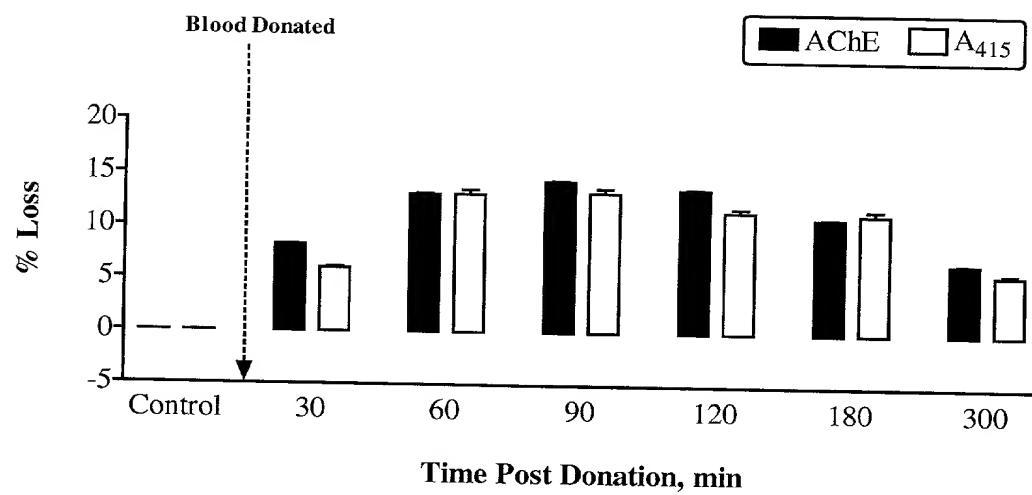 Blood Donated
AChE A₄₁₅
20
15
10
5
0
-5
% Loss
Control 30 60 90 120 180 300
Time Post Donation, min